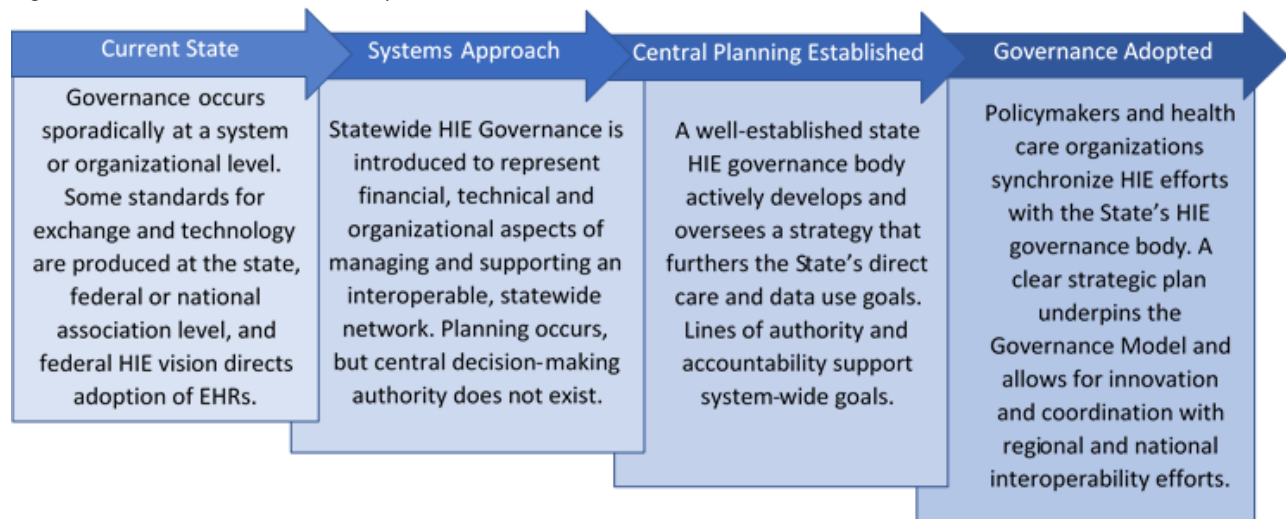 Current State
Governance occurs
sporadically at a system
or organizational level.
Some standards for
exchange and technology
are produced at the state,
federal or national
association level, and
federal HIE vision directs
adoption of EHRs.
Systems Approach
Statewide HIE Governance is
introduced to represent
financial, technical and
organizational aspects of
managing and supporting an
interoperable, statewide
network. Planning occurs,
but central decision-making
authority does not exist.
Central Planning Established
A well-established state
HIE governance body
actively develops and
oversees a strategy that
furthers the State's direct
care and data use goals.
Lines of authority and
accountability support
system-wide goals.
Governance Adopted
Policymakers and health
care organizations
synchronize HIE efforts
with the State's HIE
governance body. A
clear strategic plan
underpins the
Governance Model and
allows for innovation
and coordination with
regional and national
interoperability efforts.